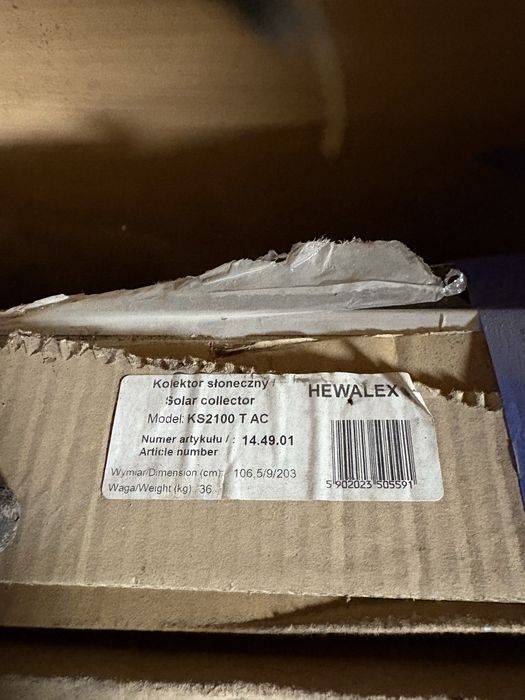 Kolektor słoneczny /
Solar collector
HEWALEX
Model: KS2100 T AC
Numer artykułu / : 14.49.01
Article number
Wymiar/Dimension (cm): 106,5/9/203
Waga/Weight (kg) 36
5 902023 505591